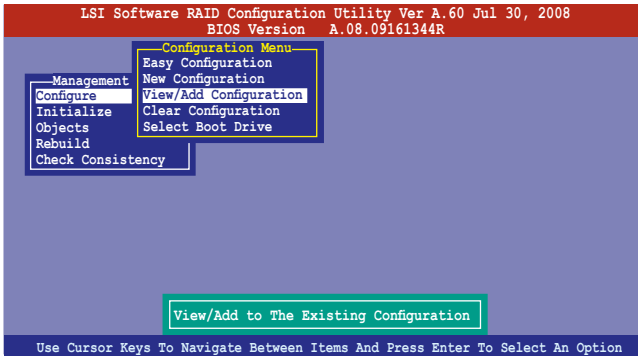 LSI Software RAID Configuration Utility Ver A.60 Jul 30, 2008
BIOS Version A.08.09161344R
Configuration Menu
Easy Configuration
New Configuration
View/Add Configuration
Clear Configuration
Select Boot Drive
Management
Configure
Initialize
Objects
Rebuild
Check Consistency
View/Add to The Existing Configuration
Use Cursor Keys To Navigate Between Items And Press Enter To Select An Option